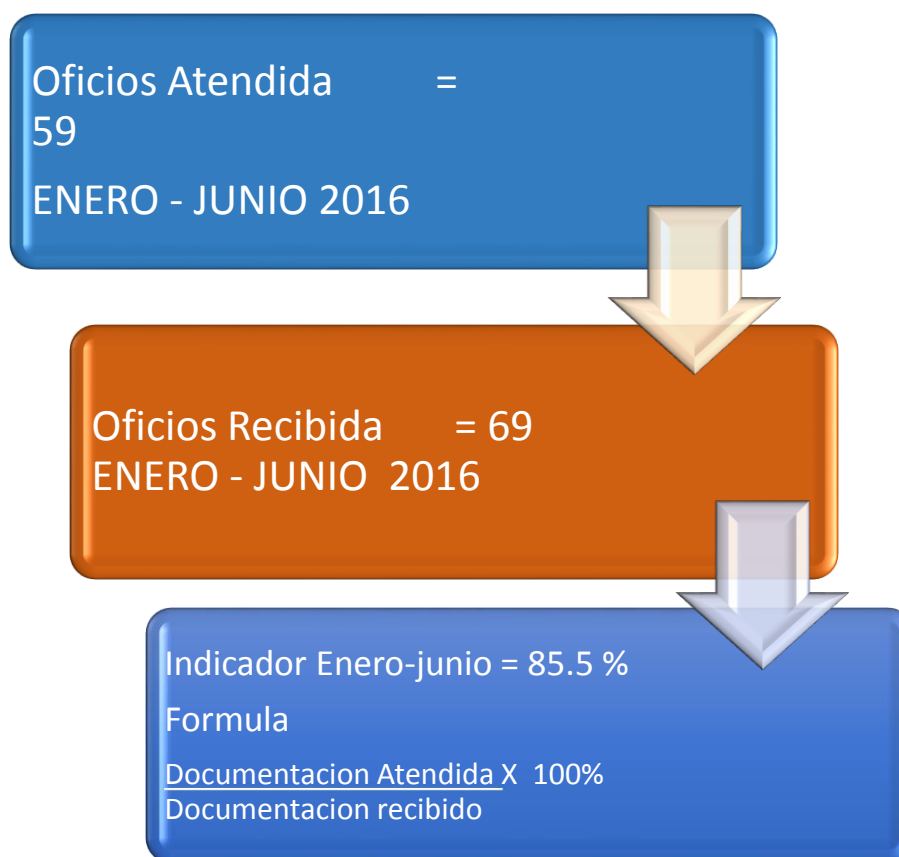 Oficios Atendida =
59
ENERO - JUNIO 2016
Oficios Recibida = 69
ENERO - JUNIO 2016
Indicador Enero-junio = 85.5 %
Formula
Documentacion Atendida X 100%
Documentacion recibido